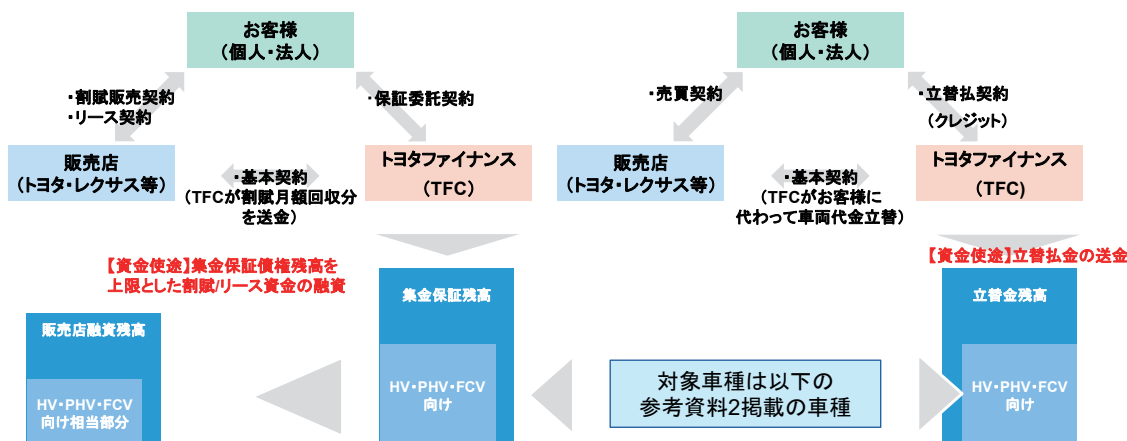 お客様
（個人・法人）
・割賦販売契約
・リース契約
・保証委託契約
販売店
（トヨタ・レクサス等）
・基本契約
（TFCが割賦月額回収分
を送金）
トヨタファイナンス
（TFC）
【資金使途】集金保証債権残高を
上限とした割賦/リース資金の融資
集金保証残高
販売店融資残高
HV・PHV・FCV
向け
HV・PHV・FCV
向け相当部分
お客様
（個人・法人）
・売買契約
・立替払契約
（クレジット）
販売店
（トヨタ・レクサス等）
・基本契約
（TFCがお客様に
代わって車両代金立替）
トヨタファイナンス
（TFC）
【資金使途】立替払金の送金
立替金残高
対象車種は以下の
参考資料2掲載の車種
HV・PHV・FCV
向け